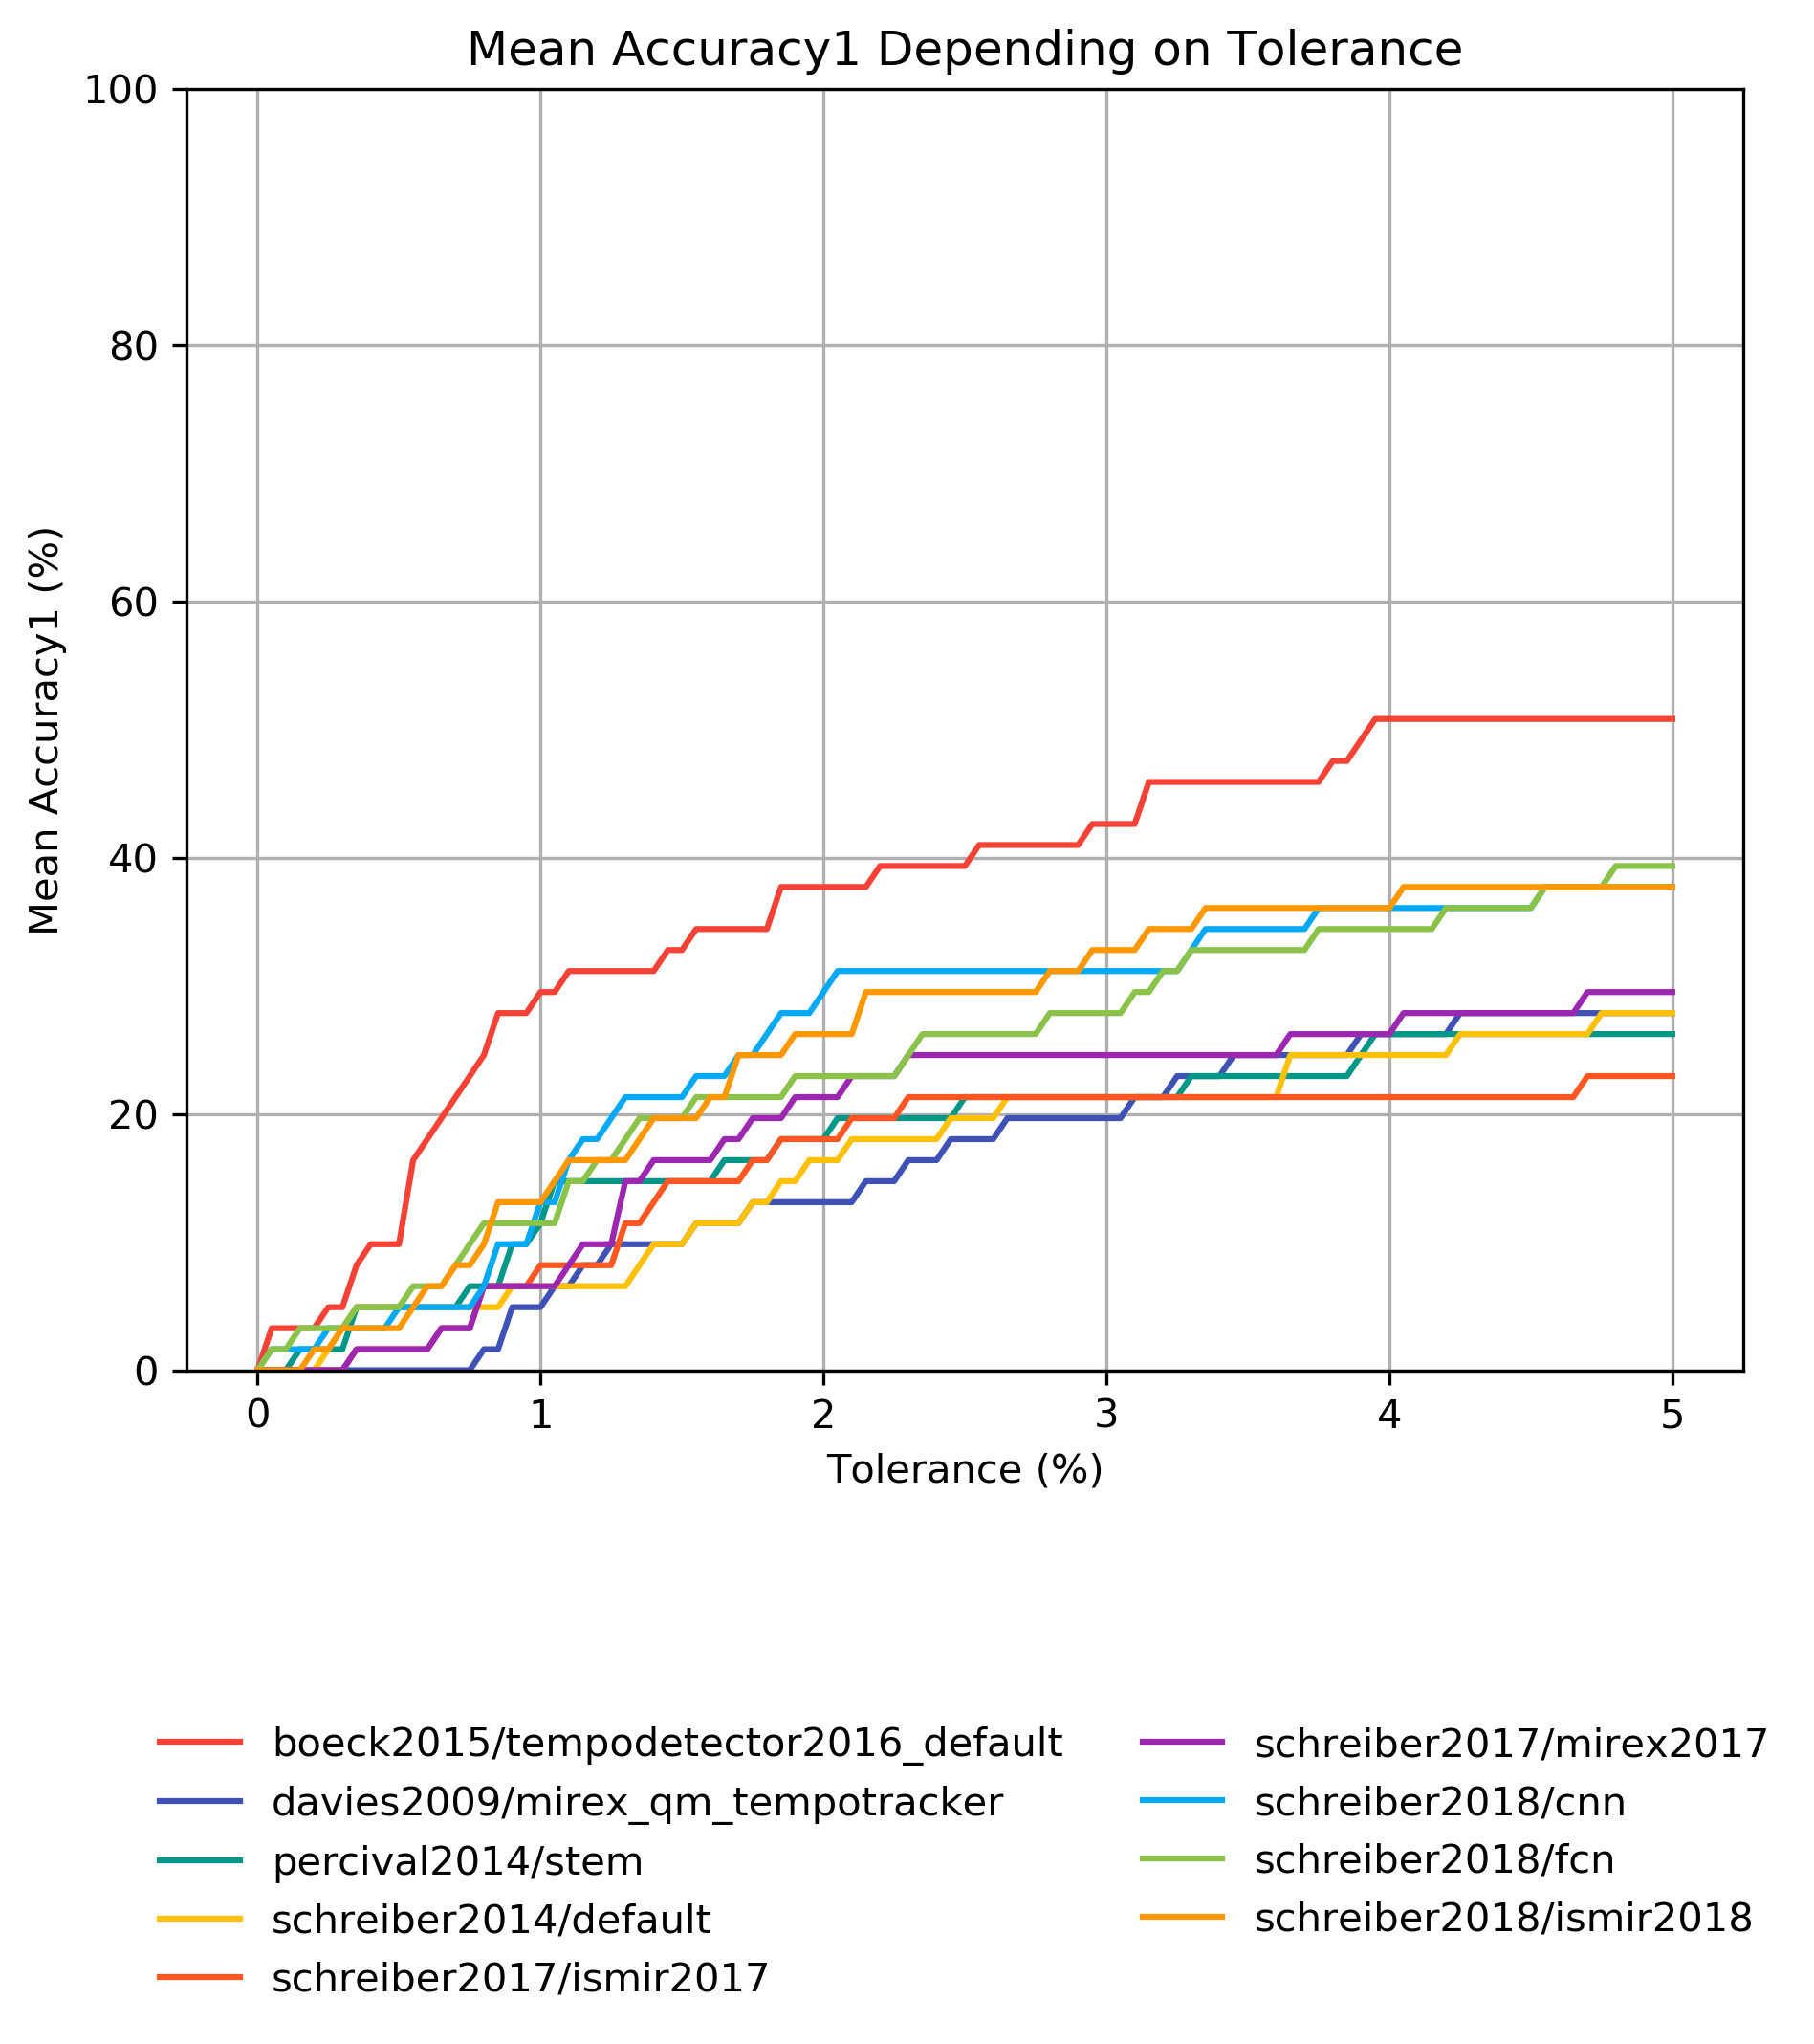 Mean Accuracy1 Depending on Tolerance
100
80
60
40
20
0
Mean Accuracy1 (%)
0 1 2 3 4 5
Tolerance (%)
boeck2015/tempodetector2016_default
davies2009/mirex_qm_tempotracker
percival2014/stem
schreiber2014/default
schreiber2017/ismir2017
schreiber2017/mirex2017
schreiber2018/cnn
schreiber2018/fcn
schreiber2018/ismir2018